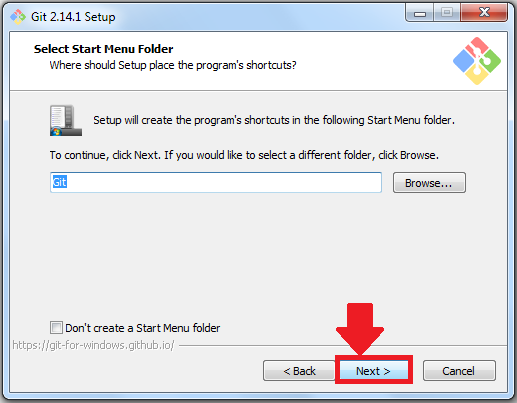 Git 2.14.1 Setup
Select Start Menu Folder
Where should Setup place the program's shortcuts?
Setup will create the program's shortcuts in the following Start Menu folder.
To continue, click Next. If you would like to select a different folder, click Browse.
Git
Browse...
Don't create a Start Menu folder
https://git-for-windows.github.io/
< Back
Next >
Cancel